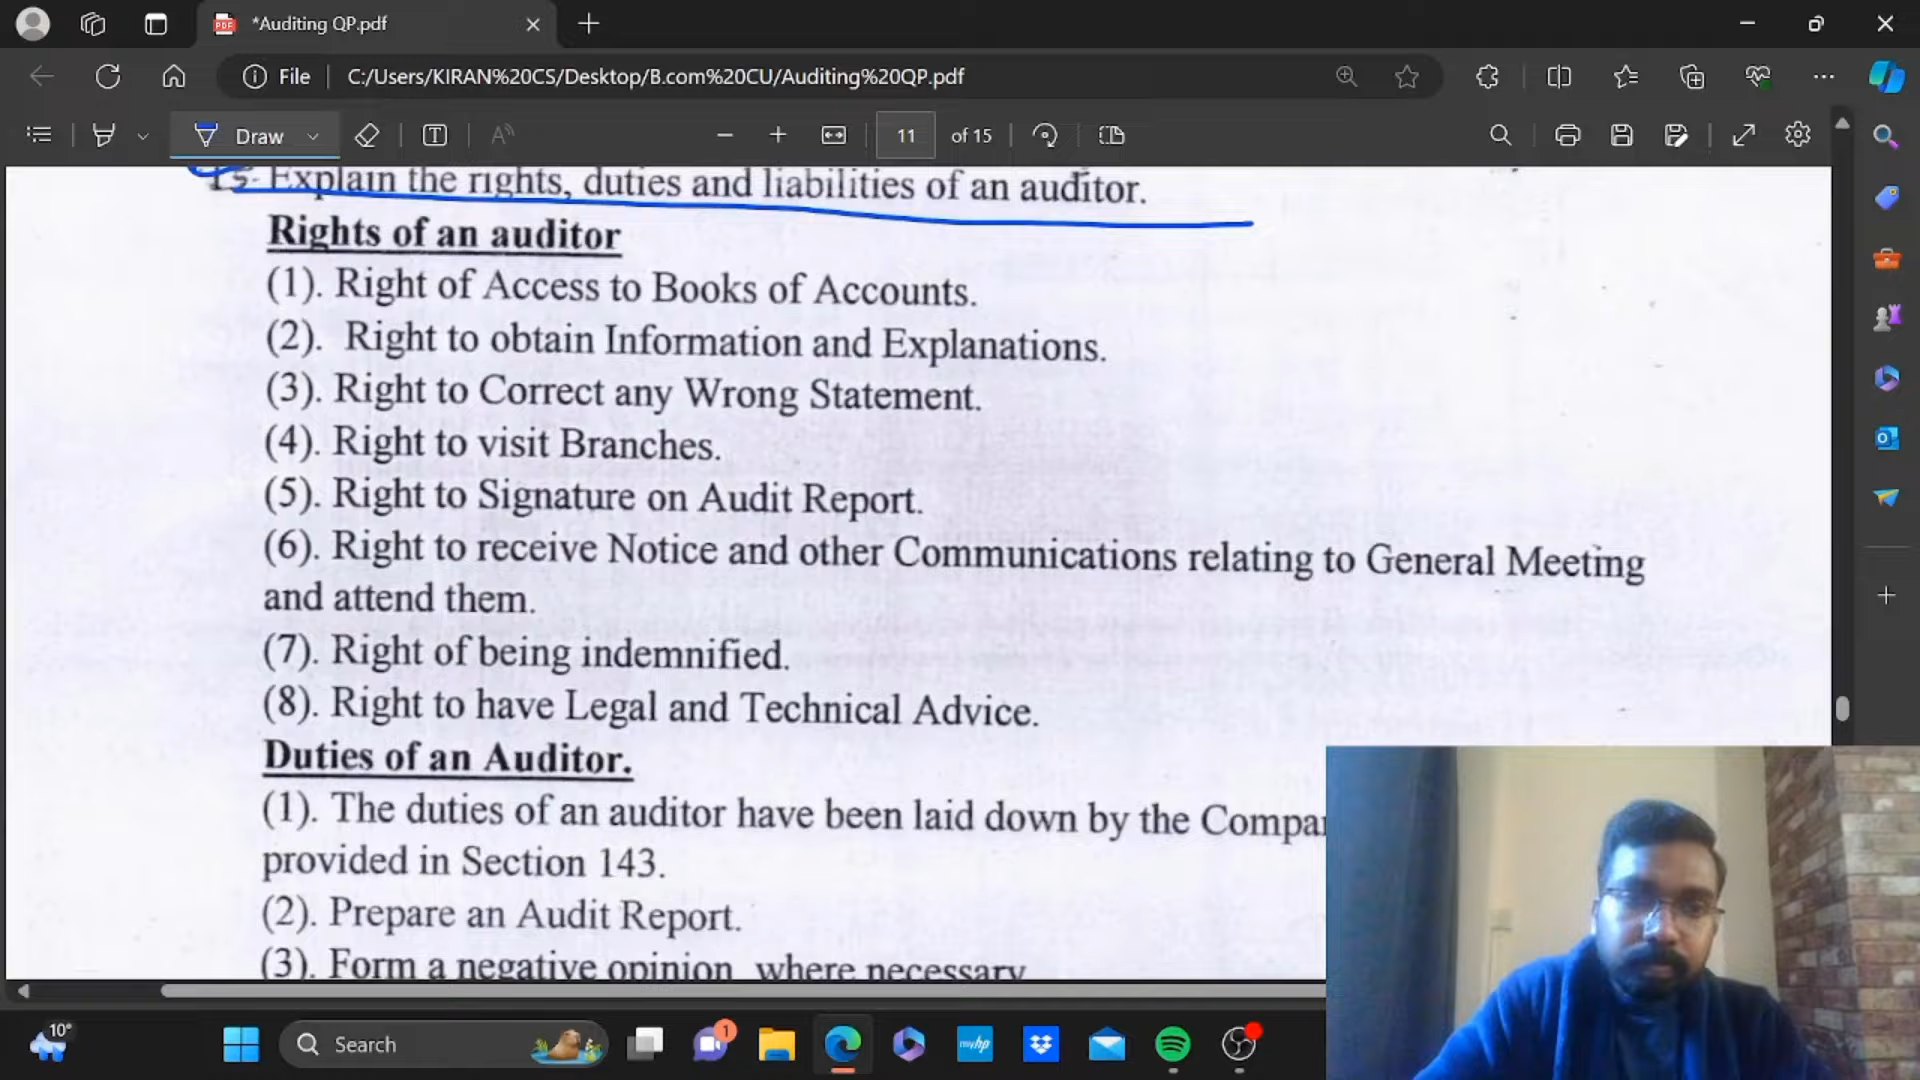 *Auditing QP.pdf
File
C:/Users/KIRAN%20CS/Desktop/B.com%20CU/Auditing%20QP.pdf
Draw
11 of 15
15. Explain the rights, duties and liabilities of an auditor.
Rights of an auditor
(1). Right of Access to Books of Accounts.
(2). Right to obtain Information and Explanations.
(3). Right to Correct any Wrong Statement.
(4). Right to visit Branches.
(5). Right to Signature on Audit Report.
(6). Right to receive Notice and other Communications relating to General Meeting
and attend them.
(7). Right of being indemnified.
(8). Right to have Legal and Technical Advice.
Duties of an Auditor.
(1). The duties of an auditor have been laid down by the Compa
provided in Section 143.
(2). Prepare an Audit Report.
(3). Form a negative opinion, where necessary
10°
Search
1
myhp